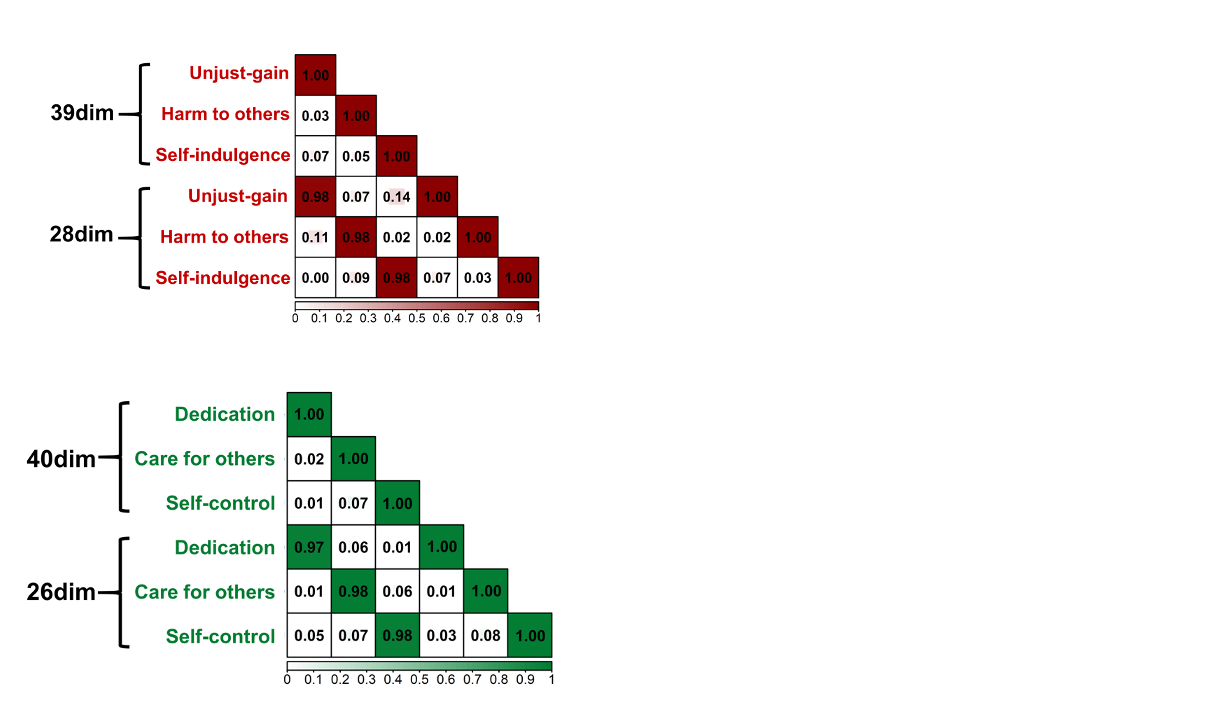 Unjust-gain 1.00
39dim Harm to others 0.03 1.00
Self-indulgence 0.07 0.05 1.00
Unjust-gain 0.98 0.07 0.14 1.00
28dim Harm to others 0.11 0.98 0.02 0.02 1.00
Self-indulgence 0.00 0.09 0.98 0.07 0.03 1.00
0 0.1 0.2 0.3 0.4 0.5 0.6 0.7 0.8 0.9 1
Dedication 1.00
40dim Care for others 0.02 1.00
Self-control 0.01 0.07 1.00
Dedication 0.97 0.06 0.01 1.00
26dim Care for others 0.01 0.98 0.06 0.01 1.00
Self-control 0.05 0.07 0.98 0.03 0.08 1.00
0 0.1 0.2 0.3 0.4 0.5 0.6 0.7 0.8 0.9 1